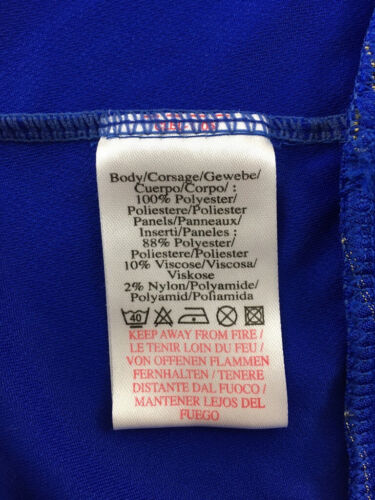 Body/Corsage/Gewebe/
Cuerpo/Corpo/ :
100% Polyester/
Poliestere/Poliester
Panels/Panneaux/
Inserti/Paneles :
88% Polyester/
Poliestere/Poliester
10% Viscose/Viscosa/
Viskose
2% Nylon/Polyamide/
Polyamid/Poliamida
40
KEEP AWAY FROM FIRE /
LE TENIR LOIN DU FEU /
VON OFFENEN FLAMMEN
FERNHALTEN / TENERE
DISTANTE DAL FUOCO /
MANTENER LEJOS DEL
FUEGO